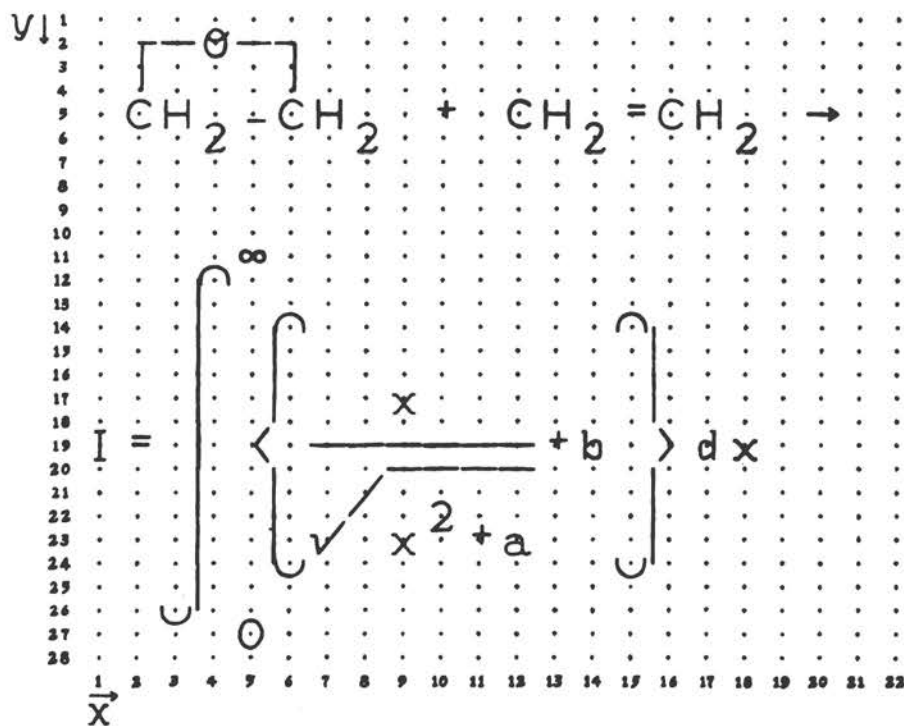 y↓ 1
2 O
3
4
5 CH₂–CH₂ + CH₂=CH₂ →
6
7
8
9
10
11 ∞
12
13
14
15
16
17 x
18
19 I = ∫ { + b } d x
20
21
22
23 √ x² + a
24
25
26
27 0
28
1 2 3 4 5 6 7 8 9 10 11 12 13 14 15 16 17 18 19 20 21 22
x